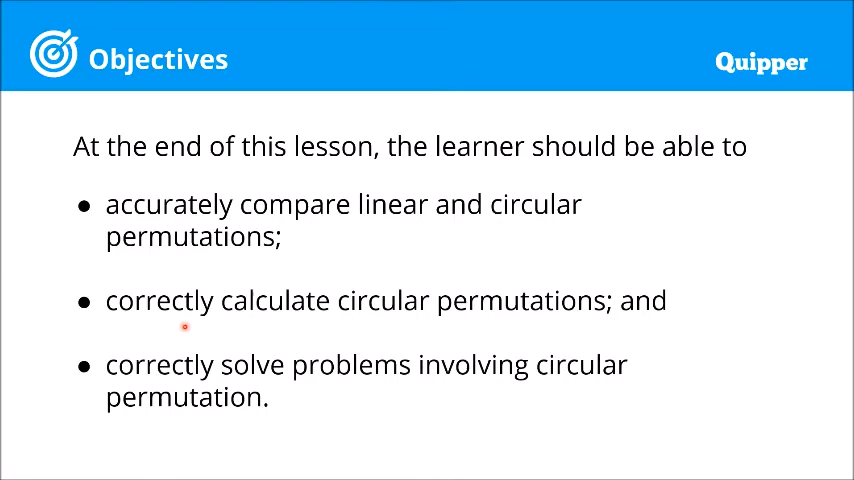 Objectives
Quipper
At the end of this lesson, the learner should be able to
● accurately compare linear and circular
permutations;
● correctly calculate circular permutations; and
● correctly solve problems involving circular
permutation.